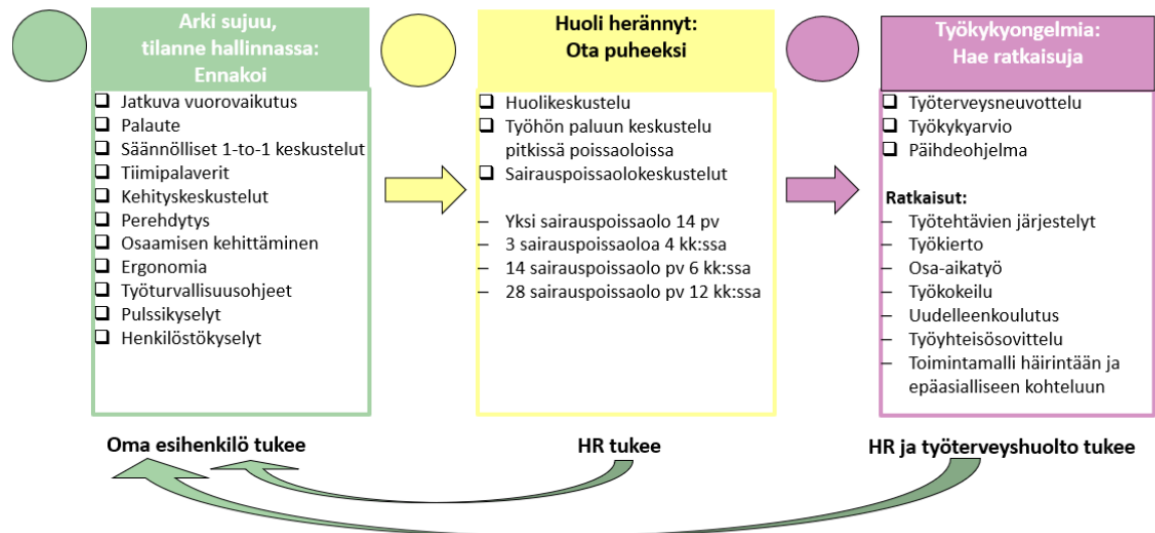 Arki sujuu,
tilanne hallinnassa:
Ennakoi
❑ Jatkuva vuorovaikutus
❑ Palaute
❑ Säännölliset 1-to-1 keskustelut
❑ Tiimipalaverit
❑ Kehityskeskustelut
❑ Perehdytys
❑ Osaamisen kehittäminen
❑ Ergonomia
❑ Työturvallisuusohjeet
❑ Pulssikyselyt
❑ Henkilöstökyselyt
Oma esihenkilö tukee
Huoli herännyt:
Ota puheeksi
❑ Huolikeskustelu
❑ Työhön paluun keskustelu
pitkissä poissaoloissa
❑ Sairauspoissaolokeskustelut
– Yksi sairauspoissaolo 14 pv
– 3 sairauspoissaoloa 4 kk:ssa
– 14 sairauspoissaolo pv 6 kk:ssa
– 28 sairauspoissaolo pv 12 kk:ssa
HR tukee
Työkykyongelmia:
Hae ratkaisuja
❑ Työterveysneuvottelu
❑ Työkykyarvio
❑ Päihdeohjelma
Ratkaisut:
– Työtehtävien järjestelyt
– Työkierto
– Osa-aikatyö
– Työkokeilu
– Uudelleenkoulutus
– Työyhteisösovittelu
– Toimintamalli häirintään ja
epäasialliseen kohteluun
HR ja työterveyshuolto tukee